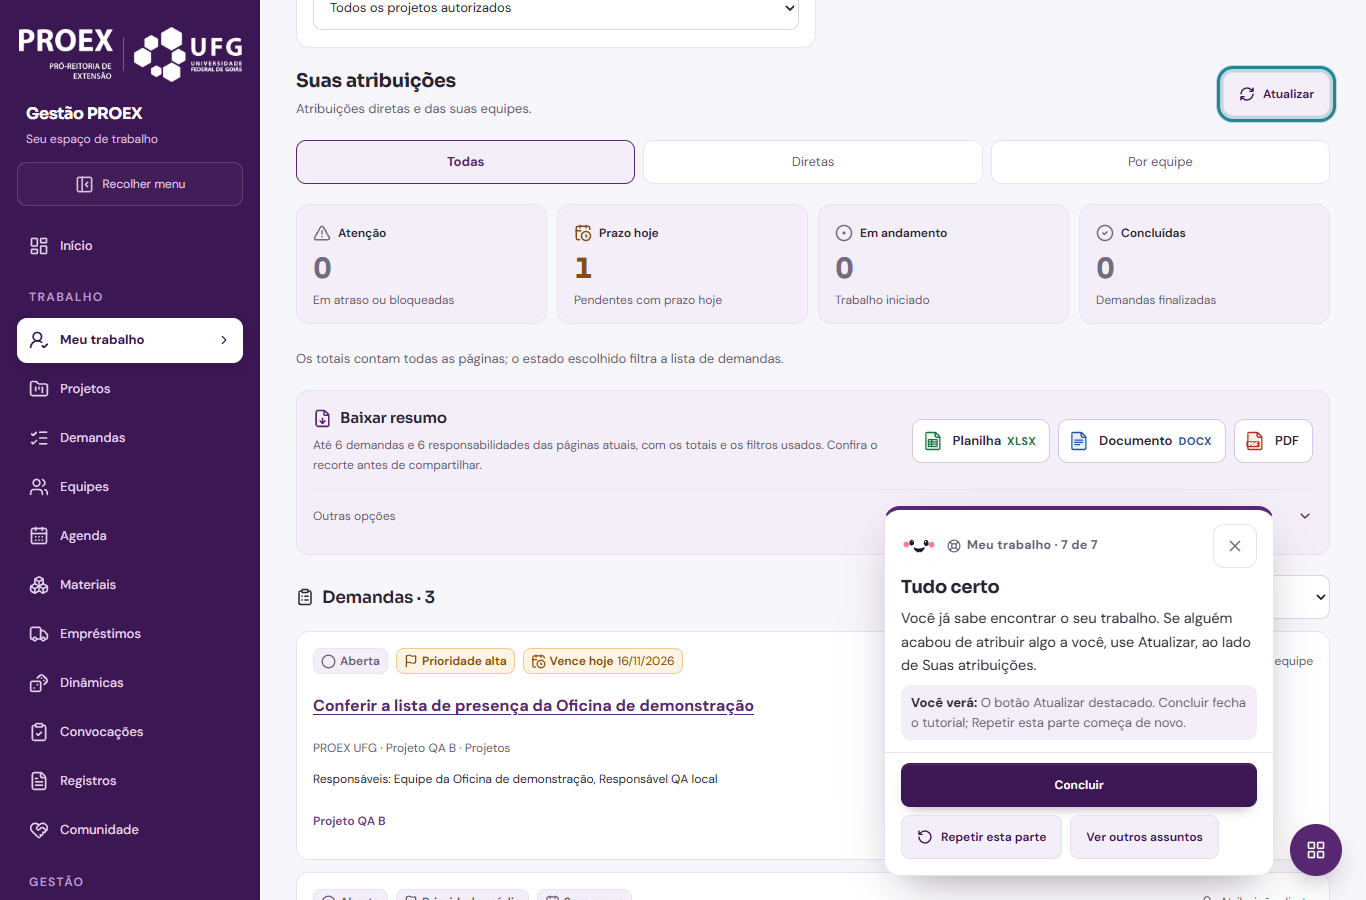 PROEX
PRÓ-REITORIA DE
EXTENSÃO
UFG
UNIVERSIDADE
FEDERAL DE GOIÁS
Gestão PROEX
Seu espaço de trabalho
Recolher menu
Início
TRABALHO
Meu trabalho
Projetos
Demandas
Equipes
Agenda
Materiais
Empréstimos
Dinâmicas
Convocações
Registros
Comunidade
GESTÃO
Todos os projetos autorizados
Suas atribuições
Atribuições diretas e das suas equipes.
Atualizar
Todas
Diretas
Por equipe
Atenção
0
Em atraso ou bloqueadas
Prazo hoje
1
Pendentes com prazo hoje
Em andamento
0
Trabalho iniciado
Concluídas
0
Demandas finalizadas
Os totais contam todas as páginas; o estado escolhido filtra a lista de demandas.
Baixar resumo
Até 6 demandas e 6 responsabilidades das páginas atuais, com os totais e os filtros usados. Confira o
recorte antes de compartilhar.
Planilha XLSX
Documento DOCX
PDF
Outras opções
Demandas · 3
Aberta
Prioridade alta
Vence hoje 16/11/2026
equipe
Conferir a lista de presença da Oficina de demonstração
PROEX UFG · Projeto QA B · Projetos
Responsáveis: Equipe da Oficina de demonstração, Responsável QA local
Projeto QA B
Meu trabalho · 7 de 7
Tudo certo
Você já sabe encontrar o seu trabalho. Se alguém
acabou de atribuir algo a você, use Atualizar, ao lado
de Suas atribuições.
Você verá: O botão Atualizar destacado. Concluir fecha
o tutorial; Repetir esta parte começa de novo.
Concluir
Repetir esta parte
Ver outros assuntos